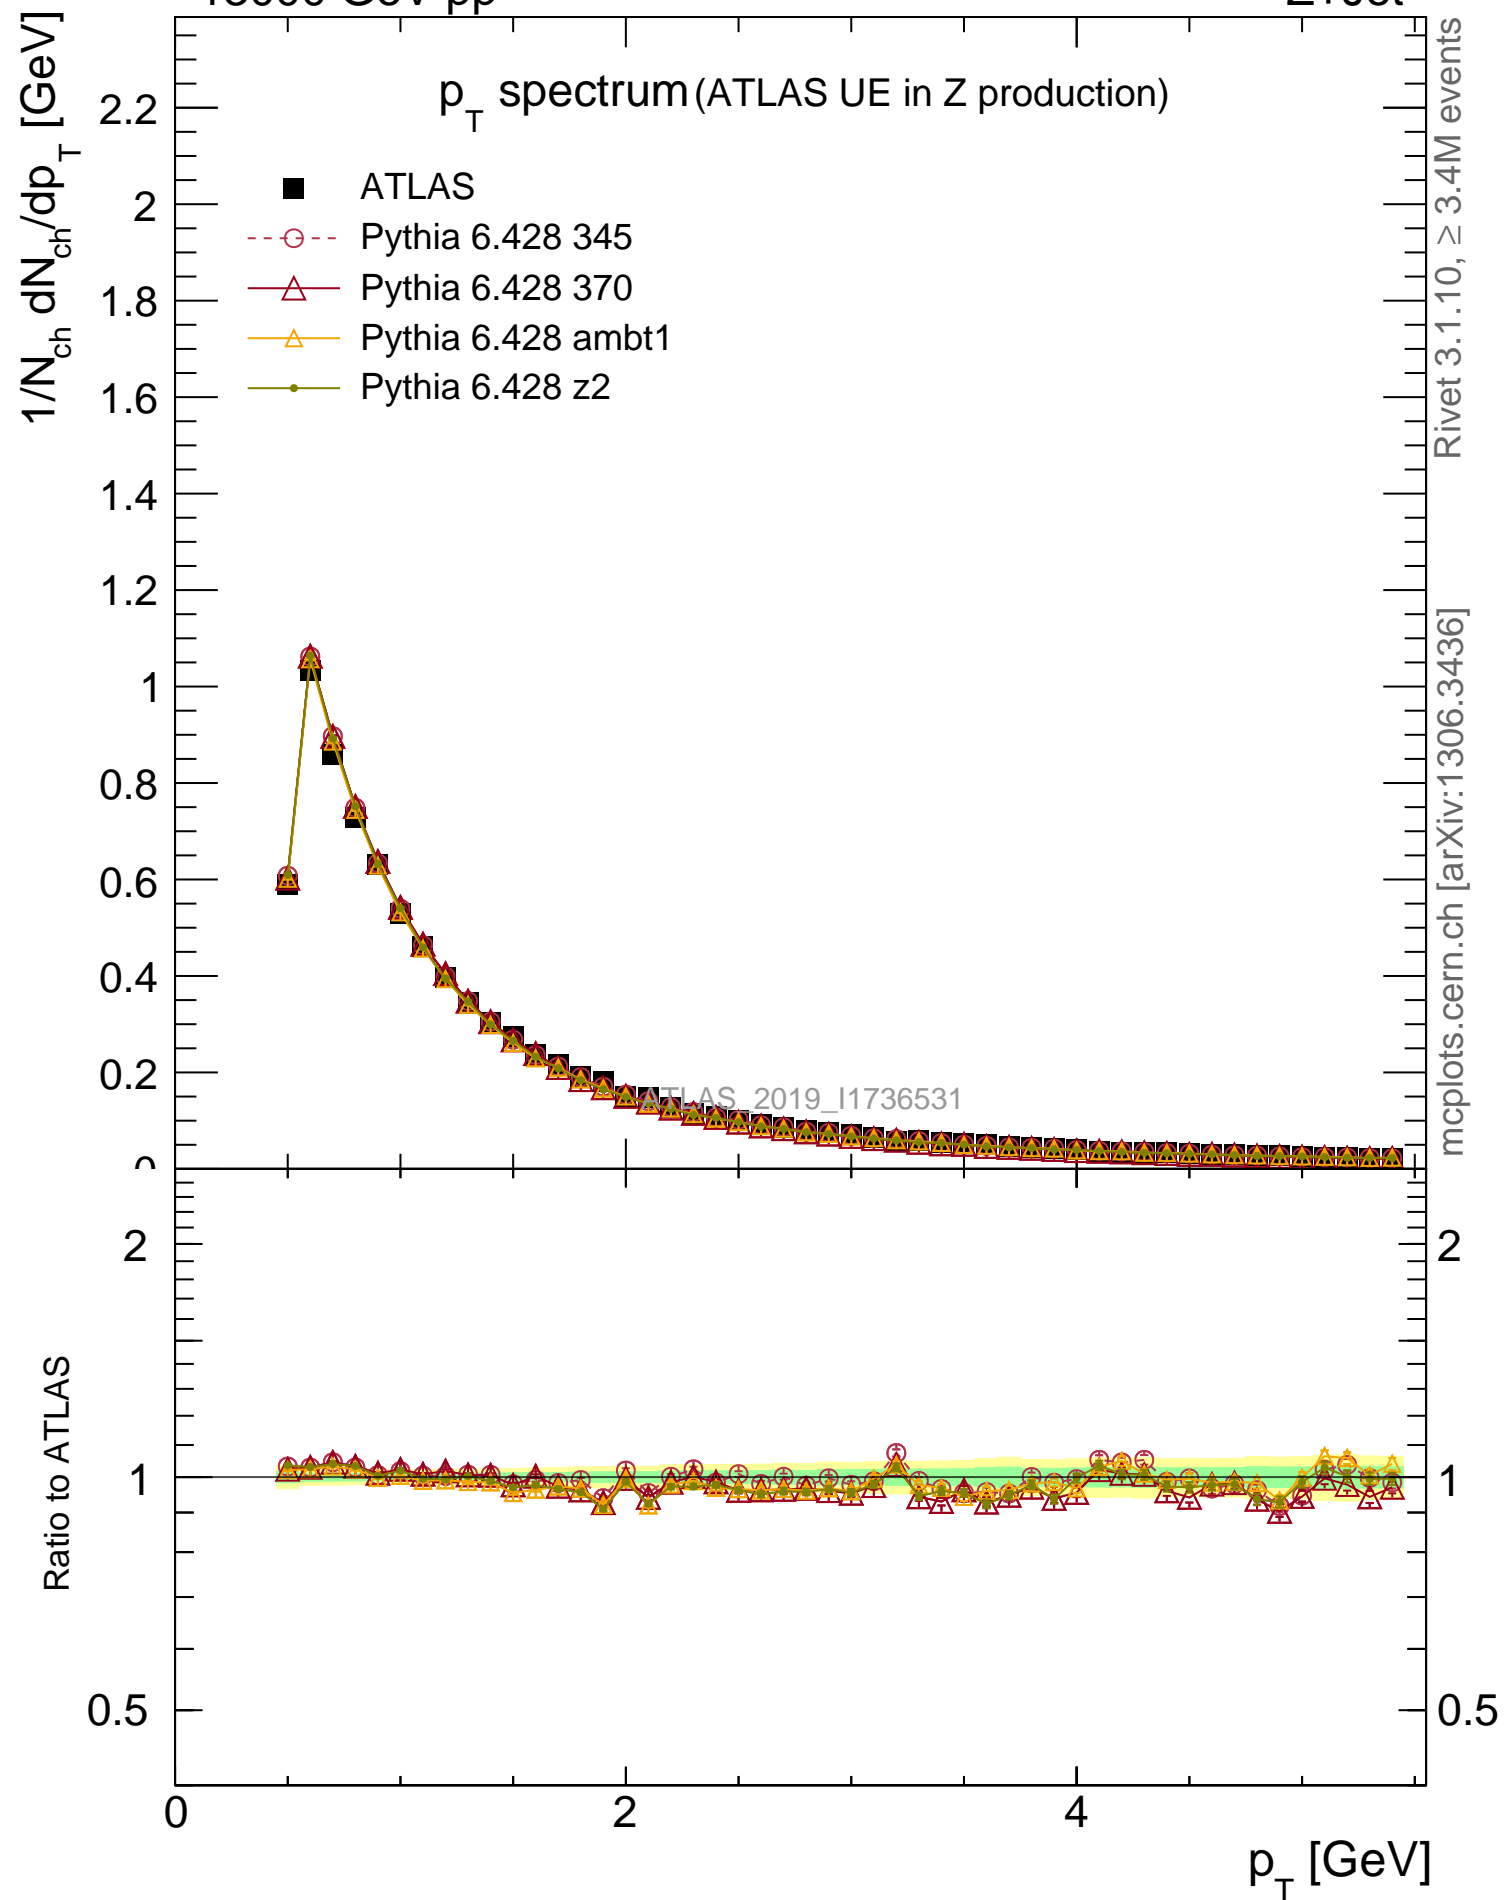 p_T spectrum (ATLAS UE in Z production)
ATLAS
Pythia 6.428 345
Pythia 6.428 370
Pythia 6.428 ambt1
Pythia 6.428 z2
1/N_ch dN_ch/dp_T [GeV]
2.2
2
1.8
1.6
1.4
1.2
1
0.8
0.6
0.4
0.2
0
ATLAS_2019_I1736531
Rivet 3.1.10, ≥ 3.4M events
mcplots.cern.ch [arXiv:1306.3436]
Ratio to ATLAS
2
1
0.5
2
1
0.5
0
2
4
p_T [GeV]